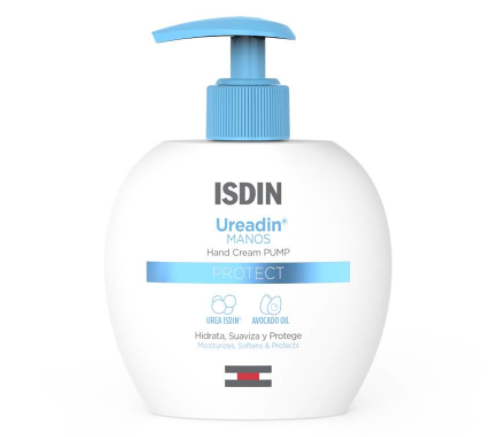 ISDIN
Ureadin®
MANOS
Hand Cream PUMP
PROTECT
UREA ISDIN® AVOCADO OIL
Hidrata, Suaviza y Protege
Moisturizes, Softens & Protects